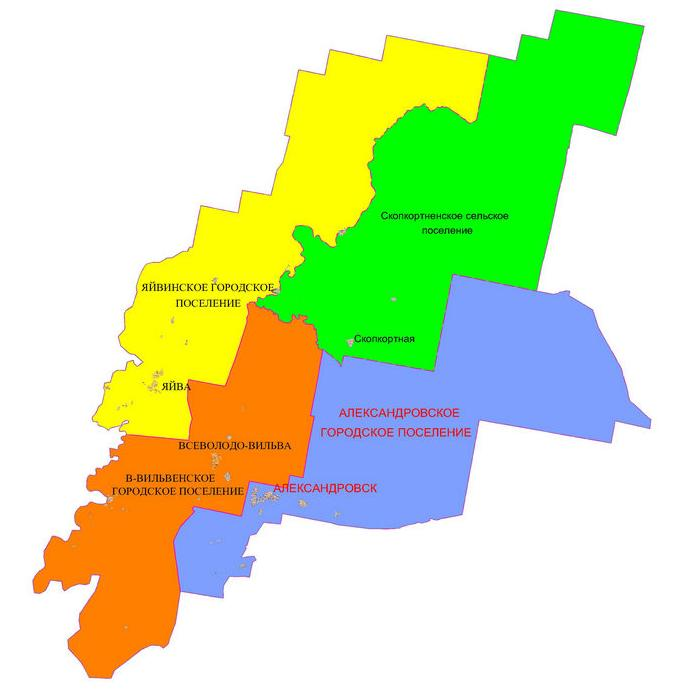 Скопкортненское сельское
поселение
ЯЙВИНСКОЕ ГОРОДСКОЕ
ПОСЕЛЕНИЕ
Скопкортная
ЯЙВА
АЛЕКСАНДРОВСКОЕ
ГОРОДСКОЕ ПОСЕЛЕНИЕ
ВСЕВОЛОДО-ВИЛЬВА
В-ВИЛЬВЕНСКОЕ
ГОРОДСКОЕ ПОСЕЛЕНИЕ
АЛЕКСАНДРОВСК